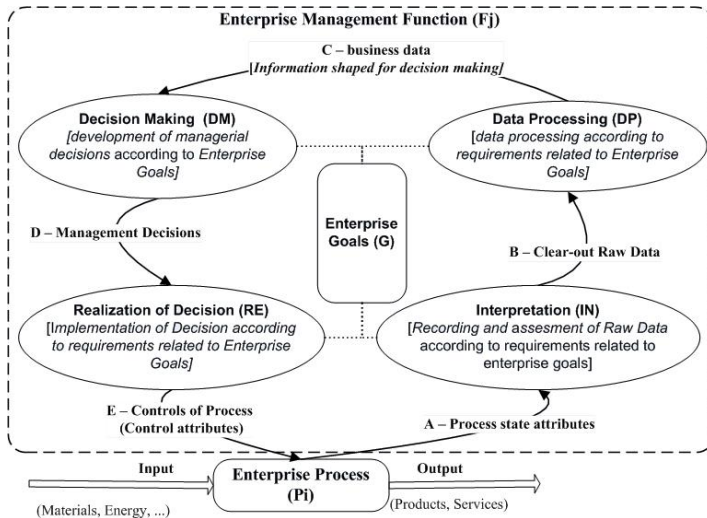 Enterprise Management Function (Fj)
C – business data
[Information shaped for decision making]
Decision Making (DM)
[development of managerial
decisions according to Enterprise
Goals]
Data Processing (DP)
[data processing according to
requirements related to Enterprise
Goals]
Enterprise
Goals (G)
D – Management Decisions
B – Clear-out Raw Data
Realization of Decision (RE)
[Implementation of Decision according
to requirements related to Enterprise
Goals]
Interpretation (IN)
[Recording and assesment of Raw Data
according to requirements related to
enterprise goals]
E – Controls of Process
(Control attributes)
A – Process state attributes
Input
Enterprise Process
(Pi)
Output
(Materials, Energy, ...)
(Products, Services)